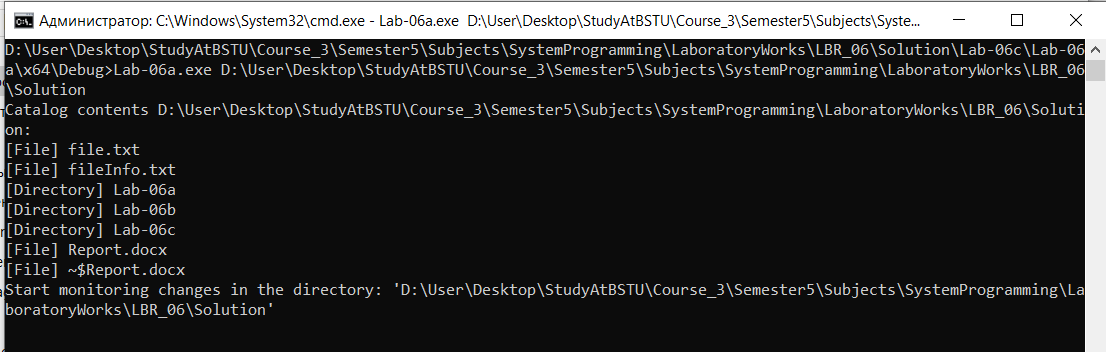 Администратор: C:\Windows\System32\cmd.exe - Lab-06a.exe D:\User\Desktop\StudyAtBSTU\Course_3\Semester5\Subjects\Syste...
D:\User\Desktop\StudyAtBSTU\Course_3\Semester5\Subjects\SystemProgramming\LaboratoryWorks\LBR_06\Solution\Lab-06c\Lab-06
a\x64\Debug>Lab-06a.exe D:\User\Desktop\StudyAtBSTU\Course_3\Semester5\Subjects\SystemProgramming\LaboratoryWorks\LBR_06
\Solution
Catalog contents D:\User\Desktop\StudyAtBSTU\Course_3\Semester5\Subjects\SystemProgramming\LaboratoryWorks\LBR_06\Soluti
on:
[File] file.txt
[File] fileInfo.txt
[Directory] Lab-06a
[Directory] Lab-06b
[Directory] Lab-06c
[File] Report.docx
[File] ~$Report.docx
Start monitoring changes in the directory: 'D:\User\Desktop\StudyAtBSTU\Course_3\Semester5\Subjects\SystemProgramming\La
boratoryWorks\LBR_06\Solution'